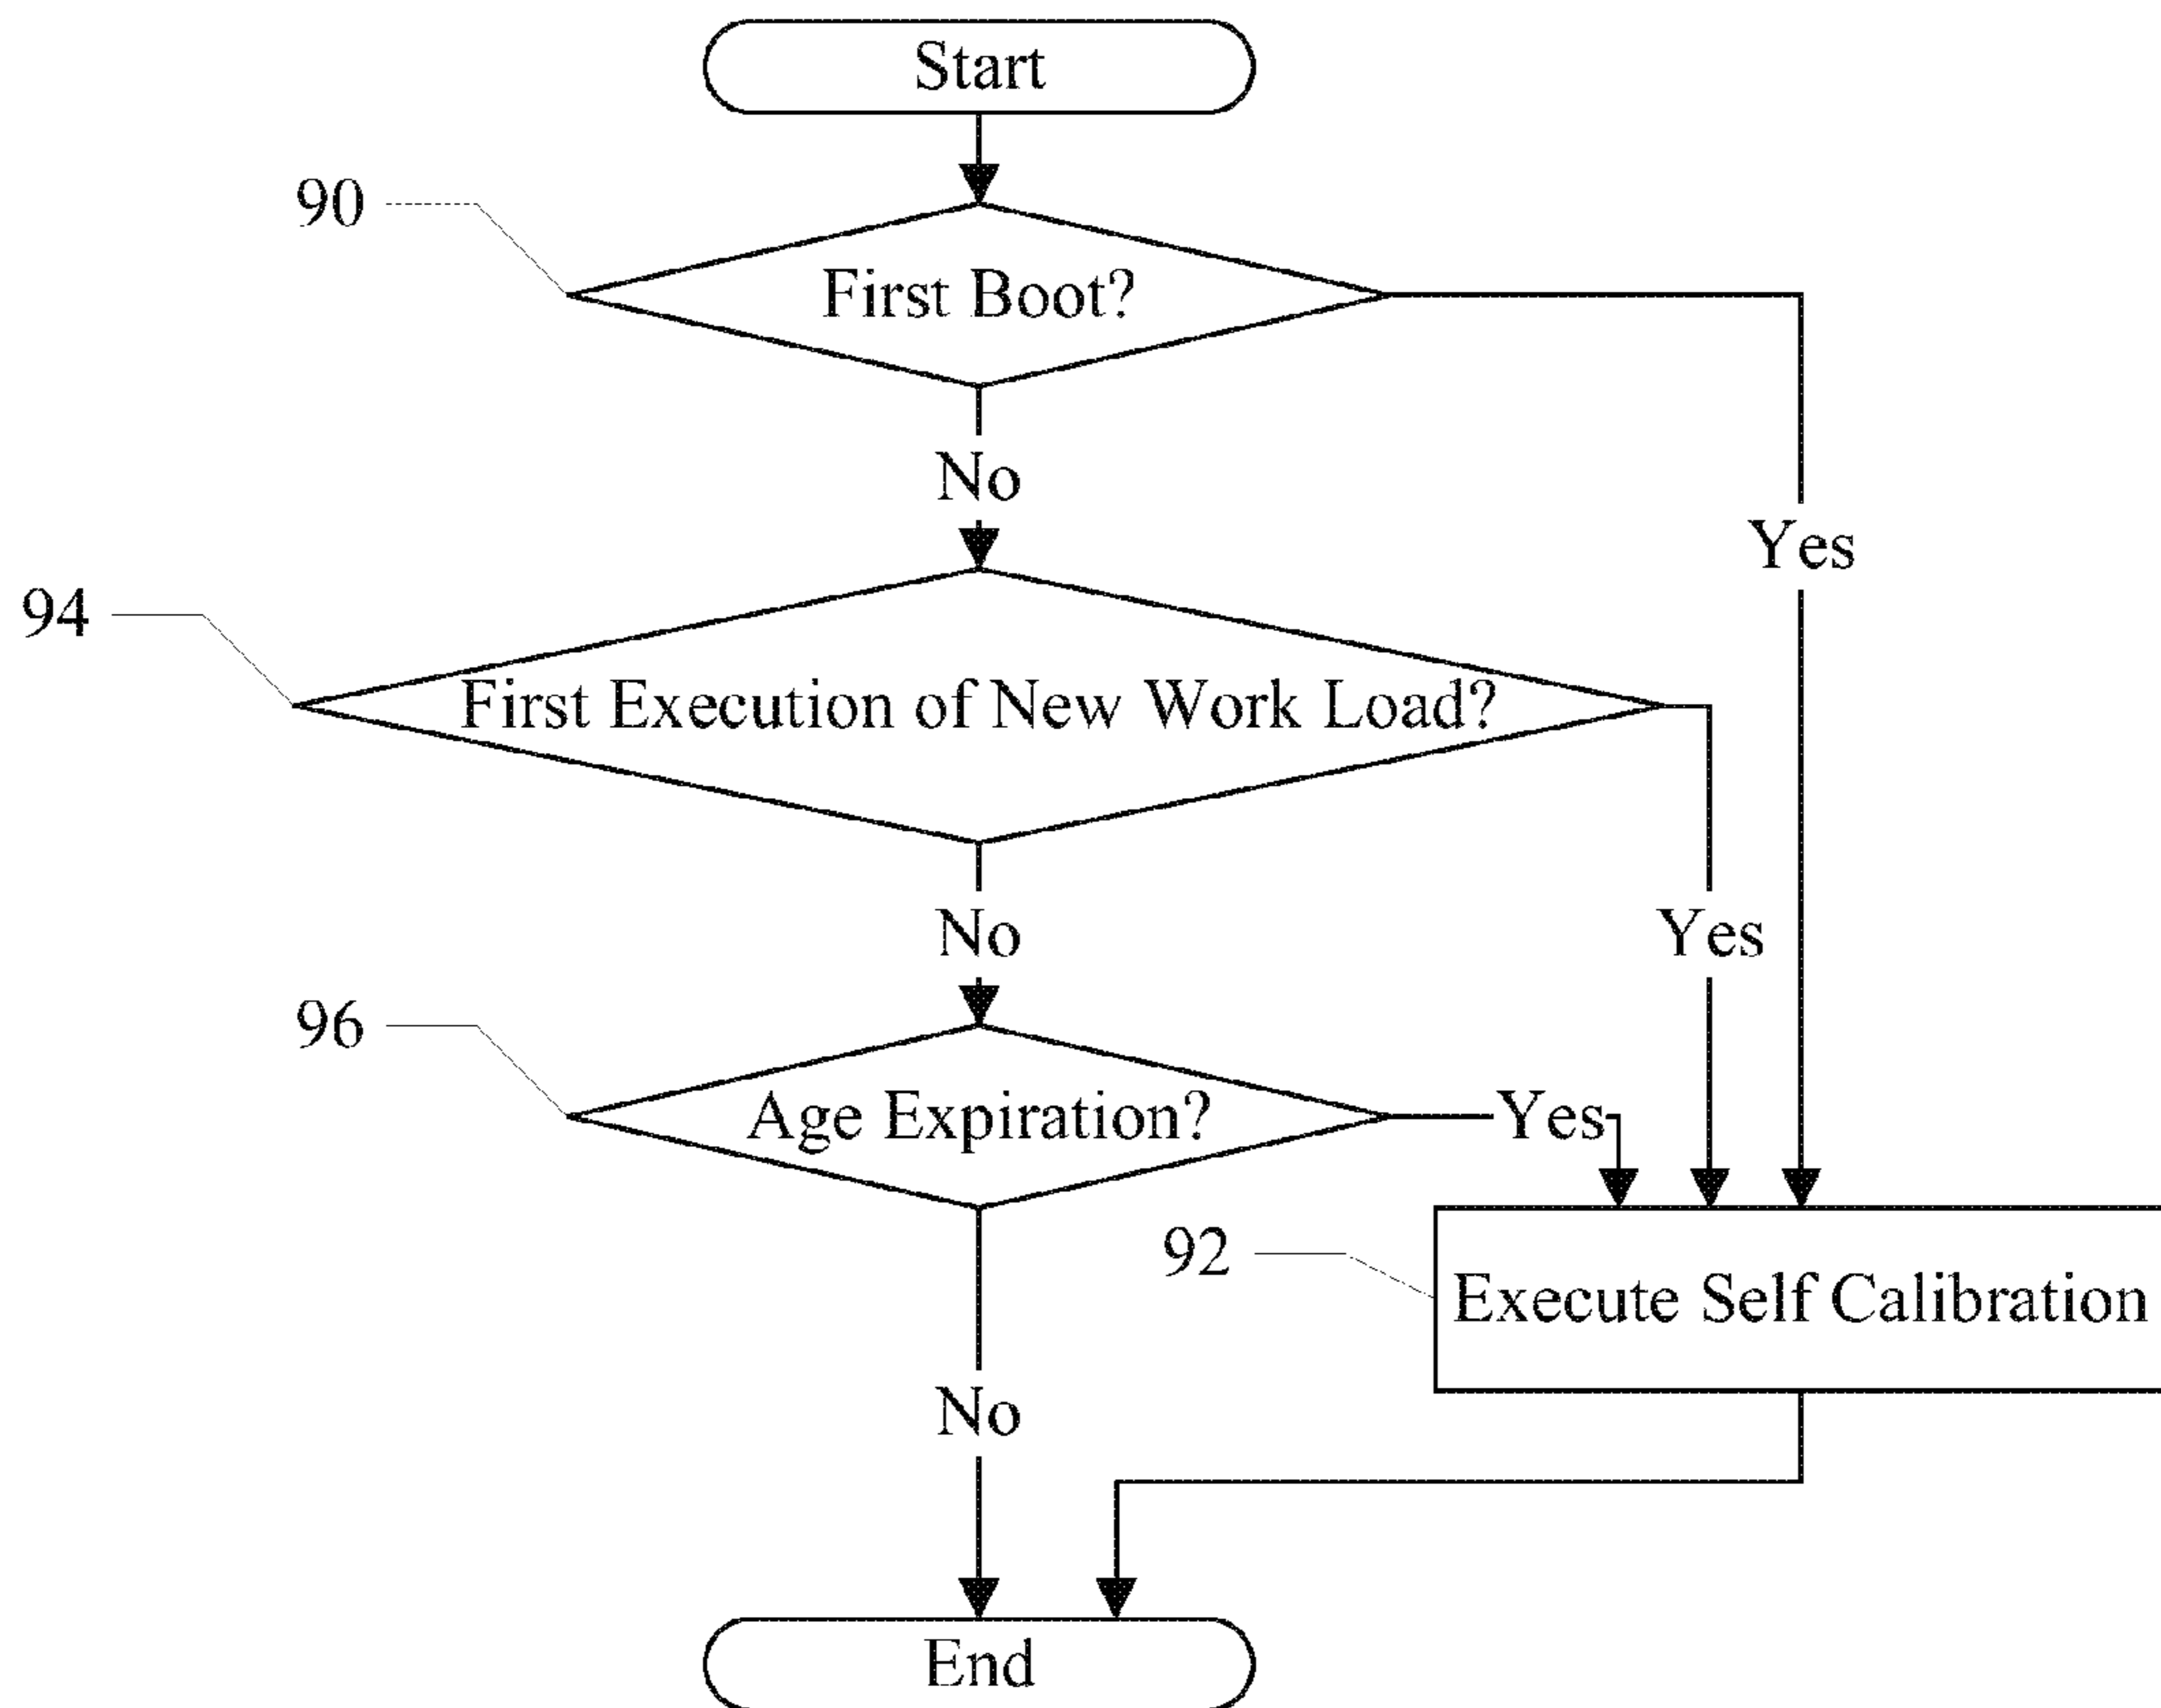 Start
90
First Boot?
No
Yes
94
First Execution of New Work Load?
No
Yes
96
Age Expiration?
Yes
92
Execute Self Calibration
No
End